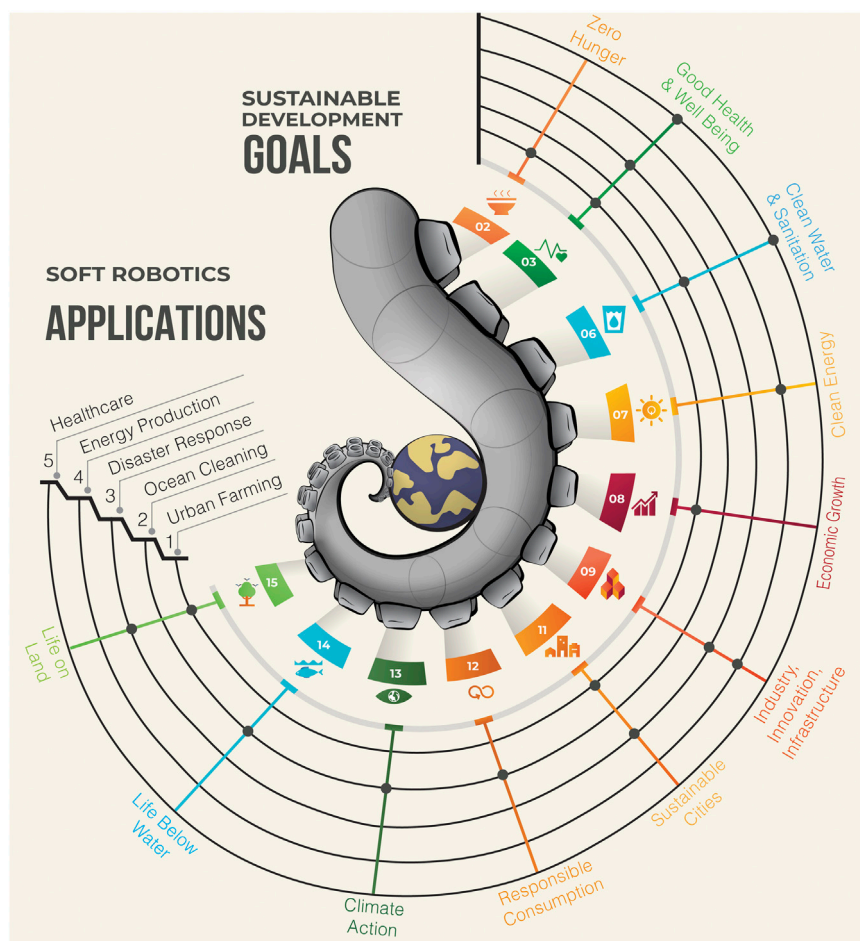 SUSTAINABLE
DEVELOPMENT
GOALS
SOFT ROBOTICS
APPLICATIONS
Healthcare
Energy Production
Disaster Response
Ocean Cleaning
Urban Farming
5
4
3
2
1
Zero
Hunger
Good Health
& Well Being
Clean Water
& Sanitation
Clean Energy
Economic Growth
Industry,
Innovation,
Infrastructure
Sustainable
Cities
Responsible
Consumption
Climate
Action
Life Below
Water
Life on
Land
02
03
06
07
08
09
11
12
13
14
15